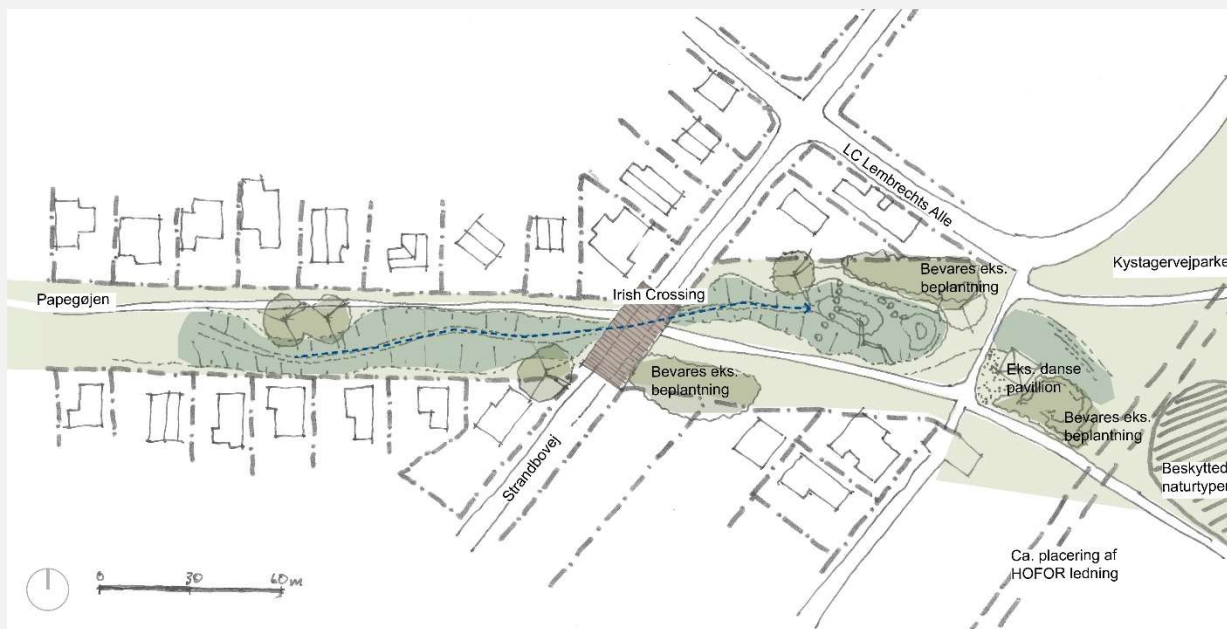 LC Lembrechts Alle
Bevares eks.
beplantning
Kystagervejparke
Papegøjen
Irish Crossing
Bevares eks.
beplantning
Eks. danse
pavillion
Bevares eks.
beplantning
Beskytted
naturtyper
Strandbovej
Ca. placering af
HOFOR ledning
0 30 60 m